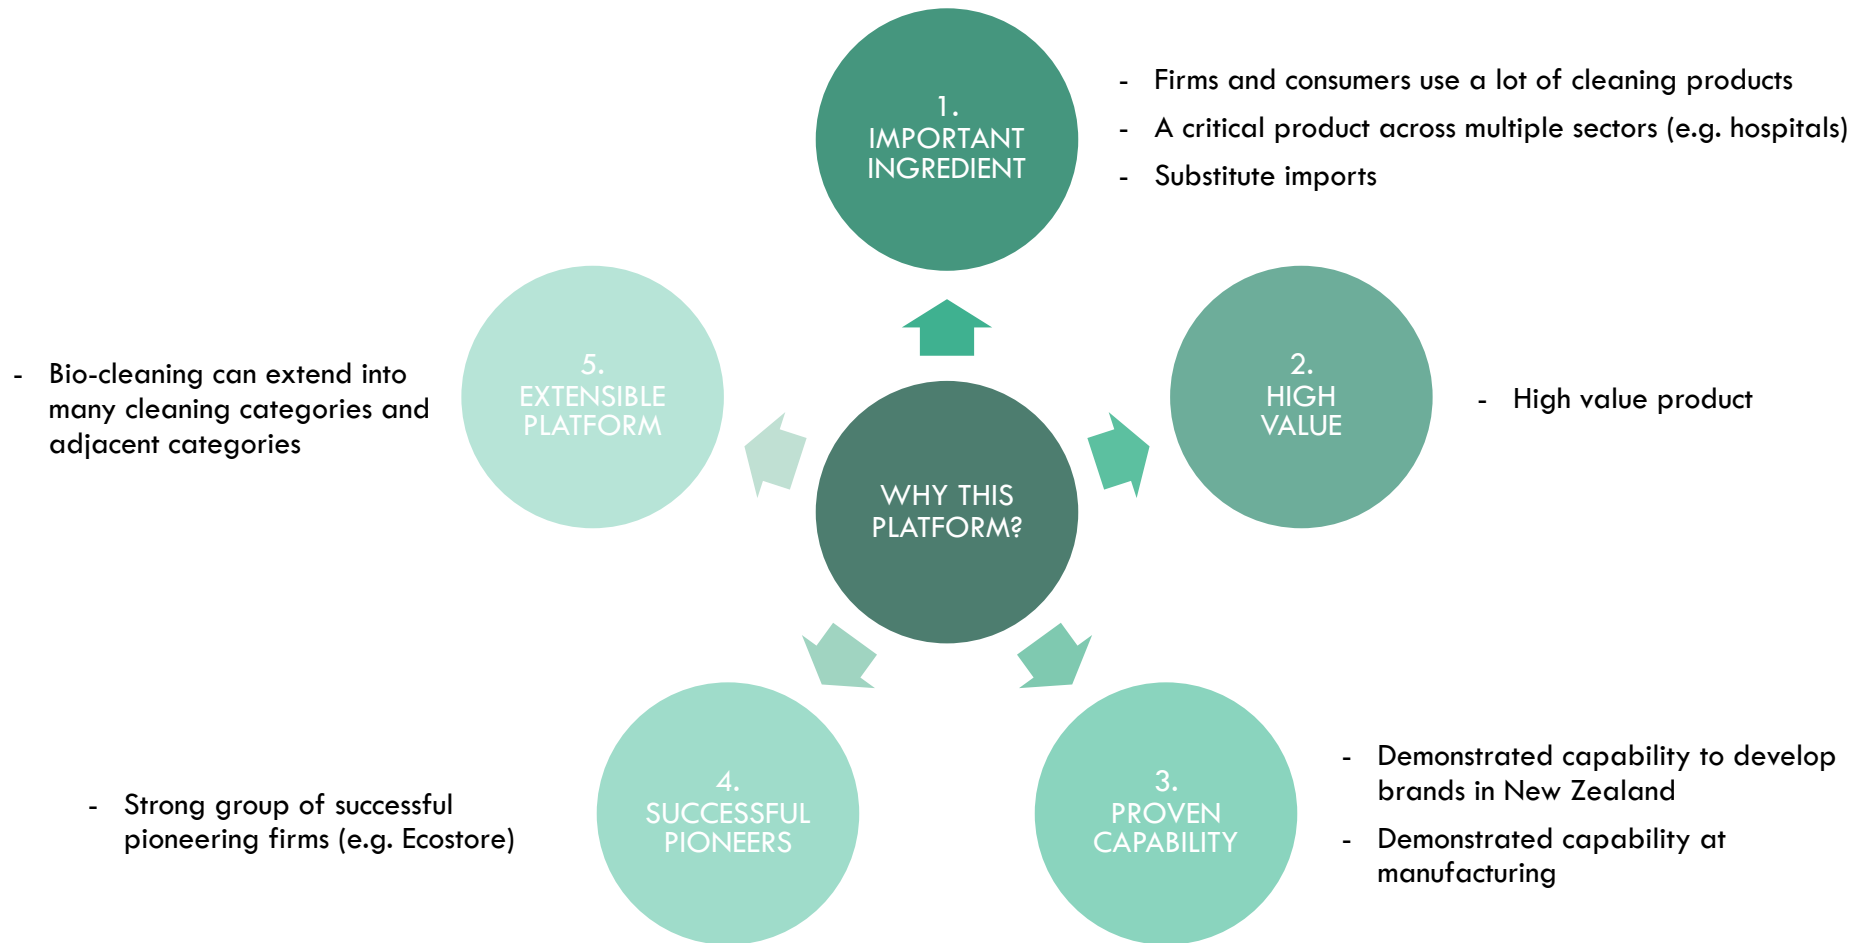 1.
IMPORTANT
INGREDIENT
- Firms and consumers use a lot of cleaning products
- A critical product across multiple sectors (e.g. hospitals)
- Substitute imports
2.
HIGH
VALUE
- High value product
3.
PROVEN
CAPABILITY
- Demonstrated capability to develop
brands in New Zealand
- Demonstrated capability at
manufacturing
4.
SUCCESSFUL
PIONEERS
- Strong group of successful
pioneering firms (e.g. Ecostore)
5.
EXTENSIBLE
PLATFORM
- Bio-cleaning can extend into
many cleaning categories and
adjacent categories
WHY THIS
PLATFORM?